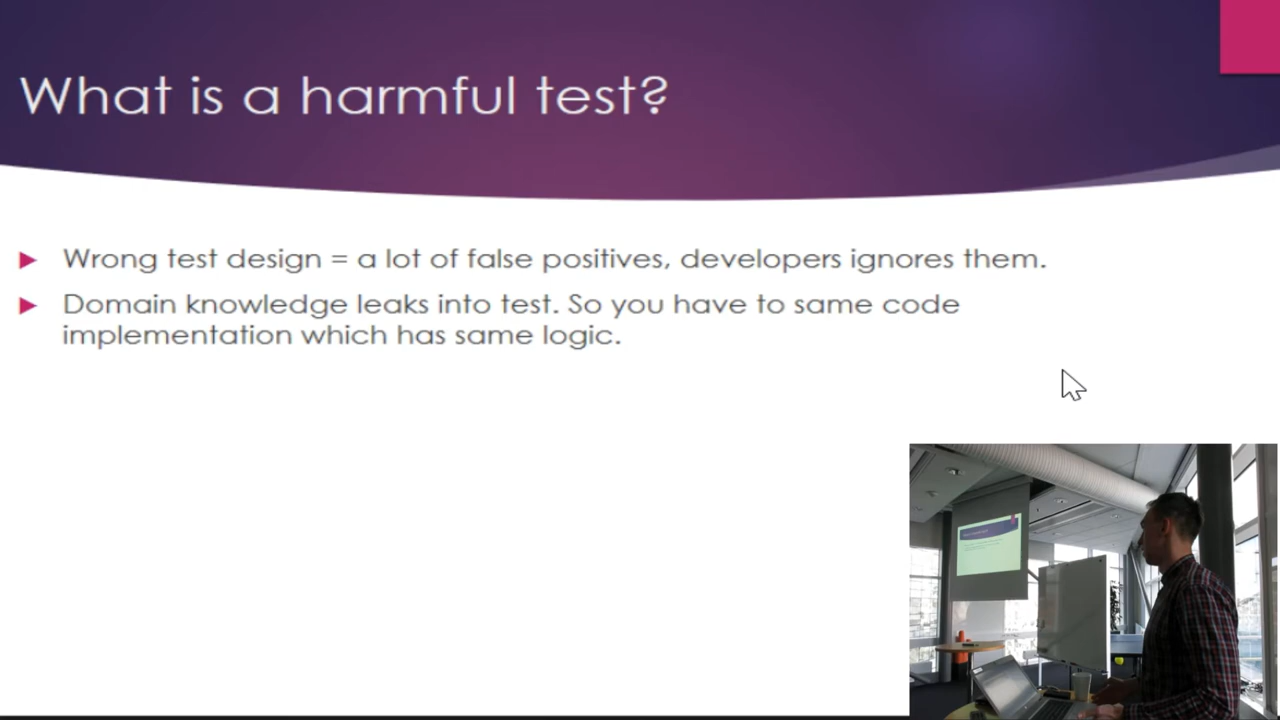 What is a harmful test?
Wrong test design = a lot of false positives, developers ignores them.
Domain knowledge leaks into test. So you have to same code
implementation which has same logic.